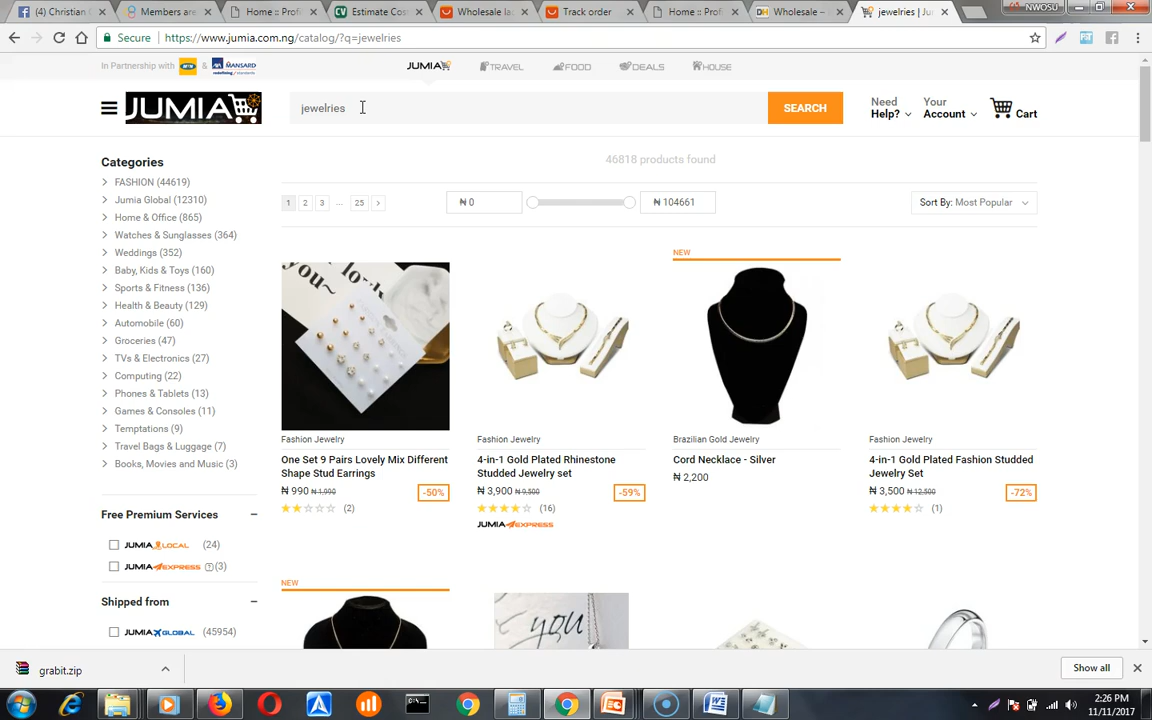 (4) Christian
Members are
Home :: Profi
Estimate Cos
Wholesale la
Track order
Home :: Profi
Wholesale –
jewelries | Ju
NWOSU
Secure
https://www.jumia.com.ng/catalog/?q=jewelries
In Partnership with
&
MANSARD
JUMIA
TRAVEL
FOOD
DEALS
HOUSE
JUMIA
jewelries
SEARCH
Need
Help?
Your
Account
Cart
Categories
46818 products found
FASHION (44619)
Jumia Global (12310)
Home & Office (865)
Watches & Sunglasses (364)
Weddings (352)
Baby, Kids & Toys (160)
Sports & Fitness (136)
Health & Beauty (129)
Automobile (60)
Groceries (47)
TVs & Electronics (27)
Computing (22)
Phones & Tablets (13)
Games & Consoles (11)
Temptations (9)
Travel Bags & Luggage (7)
Books, Movies and Music (3)
1 2 3 ... 25 >
₦ 0
₦ 104661
Sort By: Most Popular
NEW
Fashion Jewelry
One Set 9 Pairs Lovely Mix Different
Shape Stud Earrings
₦ 990 ₦ 1,990
-50%
(2)
Fashion Jewelry
4-in-1 Gold Plated Rhinestone
Studded Jewelry set
₦ 3,900 ₦ 9,500
-59%
(16)
JUMIA EXPRESS
Brazilian Gold Jewelry
Cord Necklace - Silver
₦ 2,200
Fashion Jewelry
4-in-1 Gold Plated Fashion Studded
Jewelry Set
₦ 3,500 ₦ 12,500
-72%
(1)
Free Premium Services
JUMIA LOCAL (24)
JUMIA EXPRESS ? (3)
Shipped from
JUMIA GLOBAL (45954)
NEW
you
grabit.zip
Show all
2:26 PM
11/11/2017